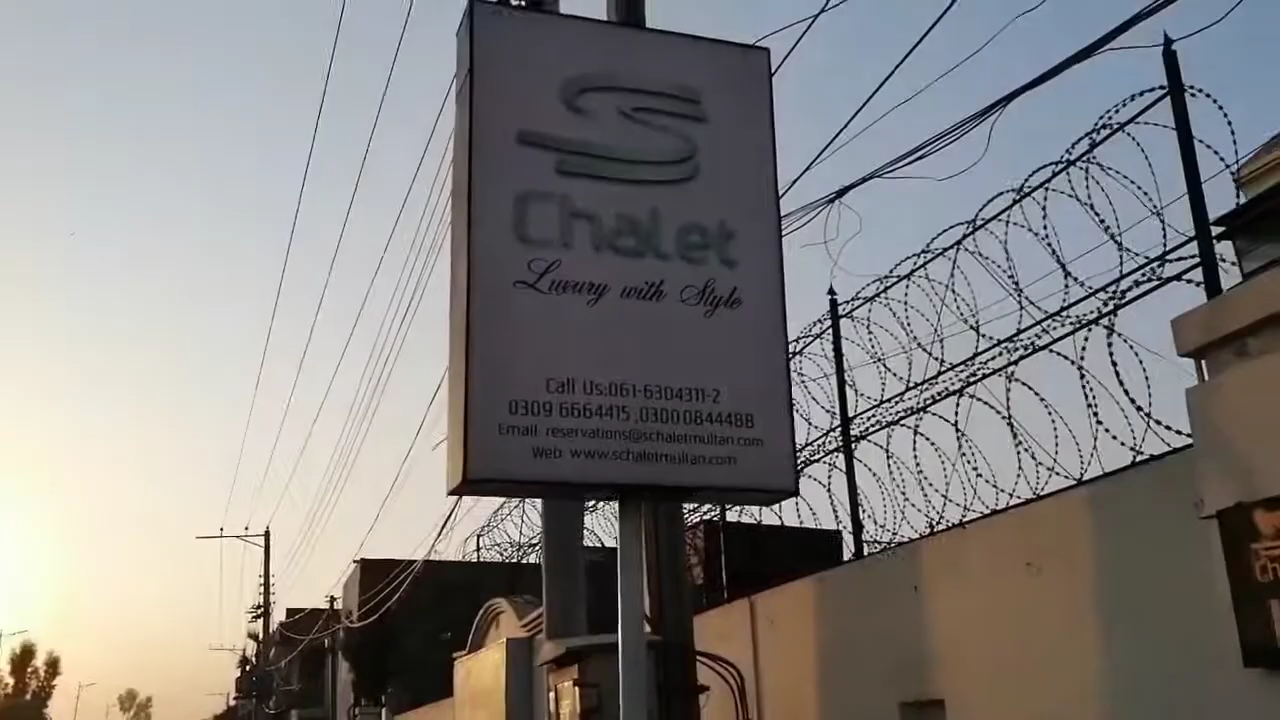 S
Chalet
Luxury with Style
Call Us:061-6304311-2
0309 6664415 ,0300 0844488
Email: reservations@schaletmultan.com
Web: www.schaletmultan.com